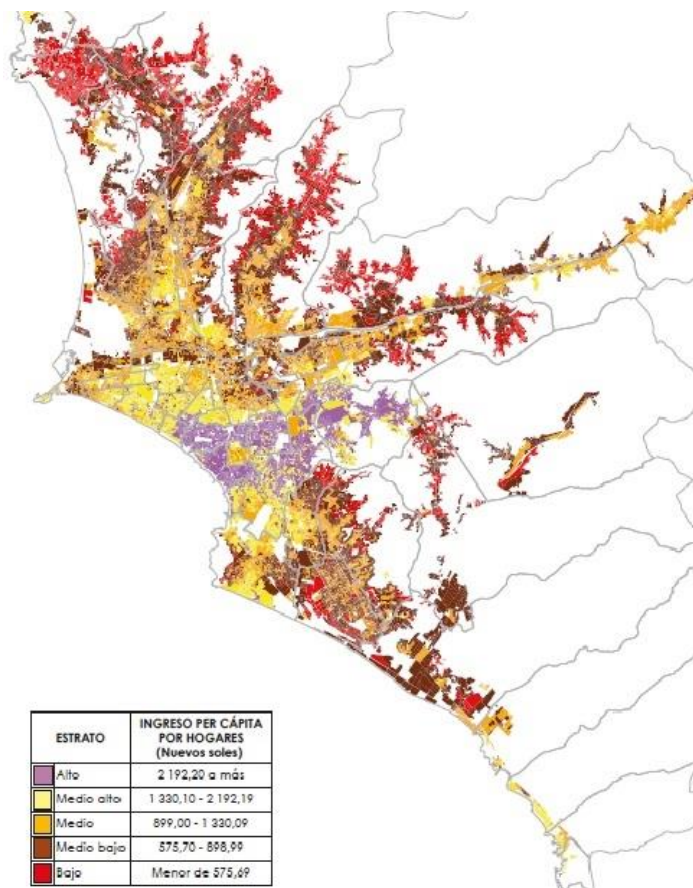 ESTRATO INGRESO PER CÁPITA
POR HOGARES
(Nuevos soles)
Alto 2 192,20 a más
Medio alto 1 330,10 - 2 192,19
Medio 899,00 - 1 330,09
Medio bajo 575,70 - 898,99
Bajo Menor de 575,69